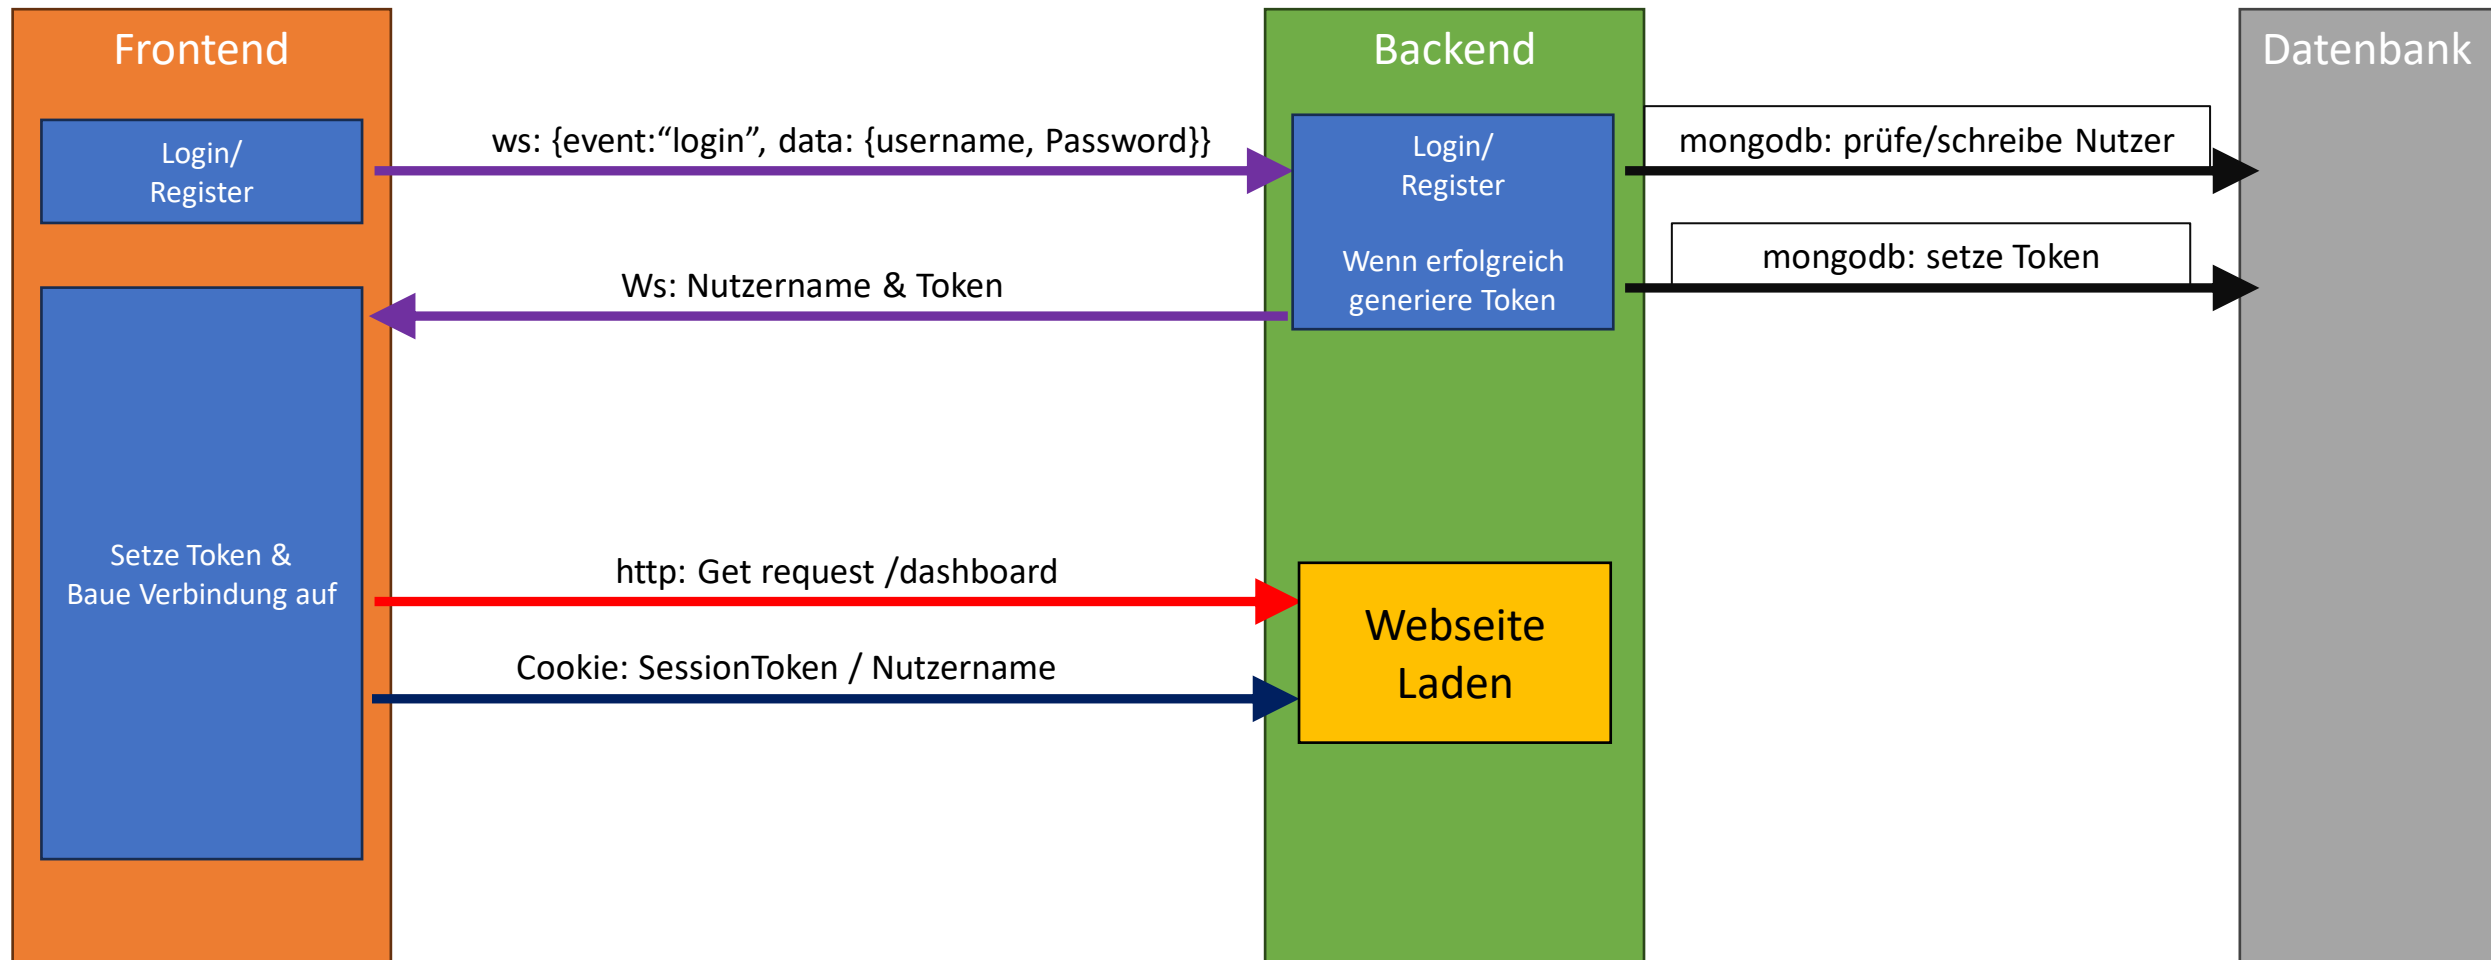 Frontend
Backend
Datenbank
Login/
Register
ws: {event:“login”, data: {username, Password}}
Login/
Register
mongodb: prüfe/schreibe Nutzer
Wenn erfolgreich
generiere Token
mongodb: setze Token
Ws: Nutzername & Token
Setze Token &
Baue Verbindung auf
http: Get request /dashboard
Cookie: SessionToken / Nutzername
Webseite
Laden